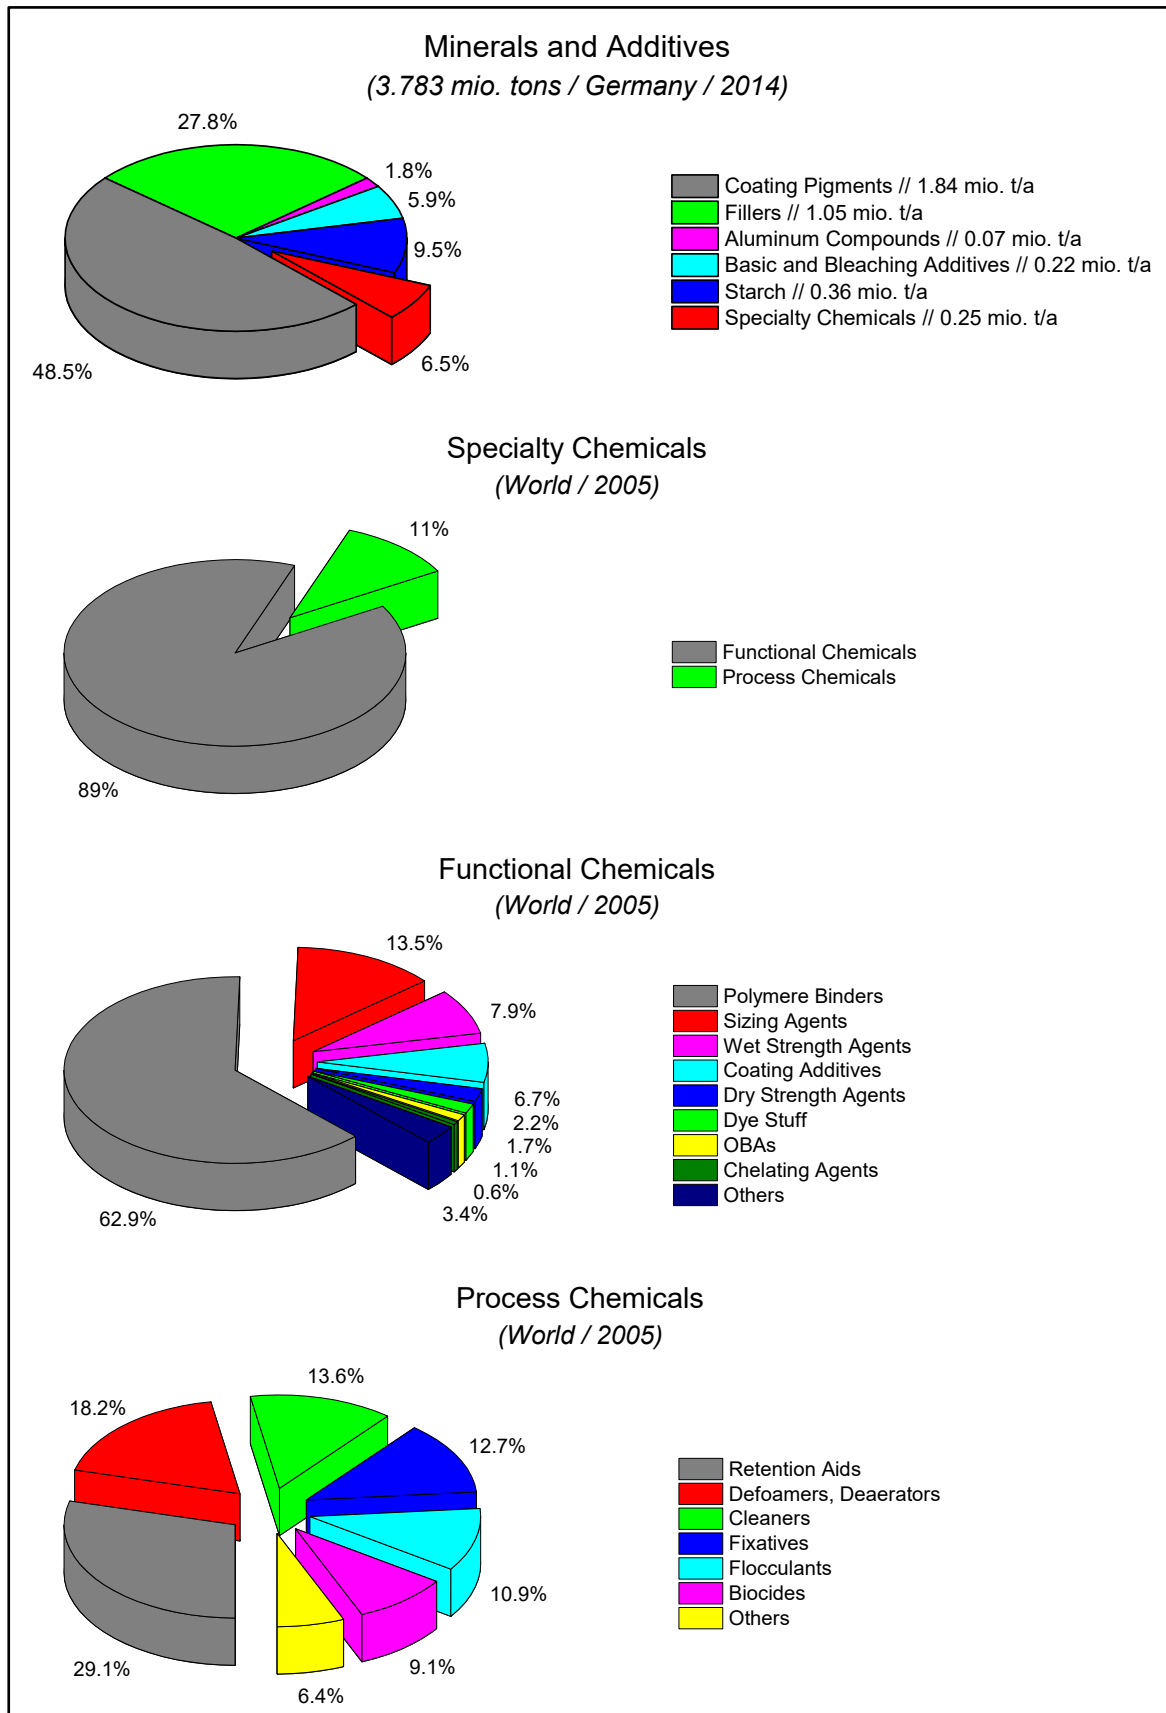 Minerals and Additives
(3.783 mio. tons / Germany / 2014)
27.8%
1.8%
5.9%
9.5%
6.5%
48.5%
Coating Pigments // 1.84 mio. t/a
Fillers // 1.05 mio. t/a
Aluminum Compounds // 0.07 mio. t/a
Basic and Bleaching Additives // 0.22 mio. t/a
Starch // 0.36 mio. t/a
Specialty Chemicals // 0.25 mio. t/a
Specialty Chemicals
(World / 2005)
11%
89%
Functional Chemicals
Process Chemicals
Functional Chemicals
(World / 2005)
13.5%
7.9%
6.7%
2.2%
1.7%
1.1%
0.6%
3.4%
62.9%
Polymere Binders
Sizing Agents
Wet Strength Agents
Coating Additives
Dry Strength Agents
Dye Stuff
OBAs
Chelating Agents
Others
Process Chemicals
(World / 2005)
13.6%
18.2%
12.7%
10.9%
9.1%
6.4%
29.1%
Retention Aids
Defoamers, Deaerators
Cleaners
Fixatives
Flocculants
Biocides
Others